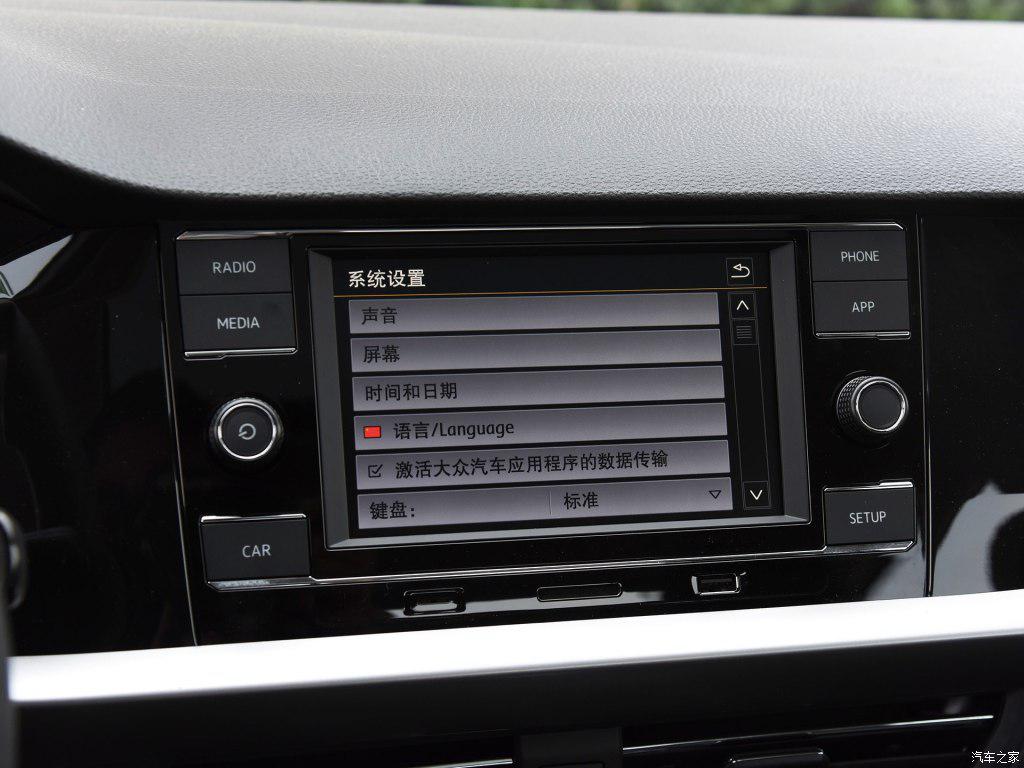 RADIO
MEDIA
CAR
系统设置
声音
屏幕
时间和日期
语言/Language
激活大众汽车应用程序的数据传输
键盘: 标准
PHONE
APP
SETUP
汽车之家